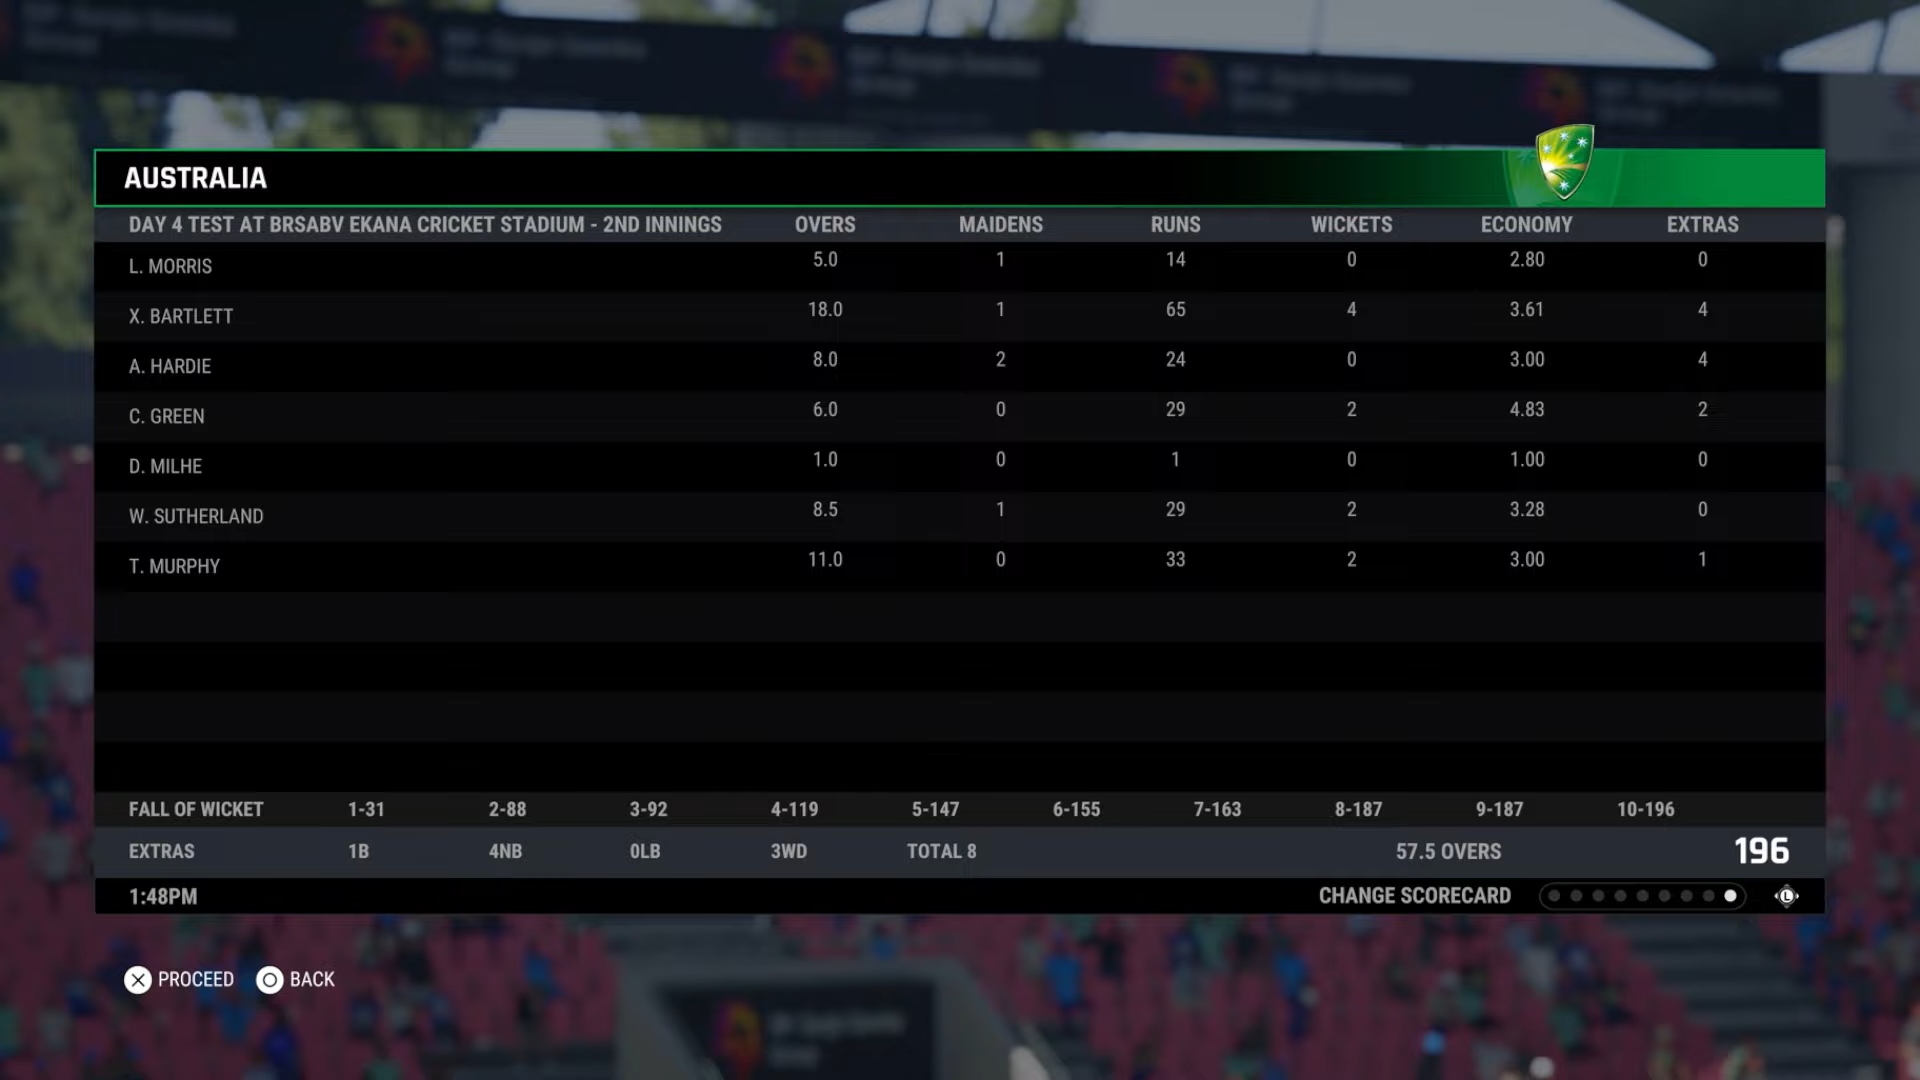 AUSTRALIA
DAY 4 TEST AT BRSABV EKANA CRICKET STADIUM - 2ND INNINGS OVERS MAIDENS RUNS WICKETS ECONOMY EXTRAS
L. MORRIS 5.0 1 14 0 2.80 0
X. BARTLETT 18.0 1 65 4 3.61 4
A. HARDIE 8.0 2 24 0 3.00 4
C. GREEN 6.0 0 29 2 4.83 2
D. MILHE 1.0 0 1 0 1.00 0
W. SUTHERLAND 8.5 1 29 2 3.28 0
T. MURPHY 11.0 0 33 2 3.00 1
FALL OF WICKET 1-31 2-88 3-92 4-119 5-147 6-155 7-163 8-187 9-187 10-196
EXTRAS 1B 4NB 0LB 3WD TOTAL 8 57.5 OVERS 196
1:48PM CHANGE SCORECARD L
PROCEED BACK